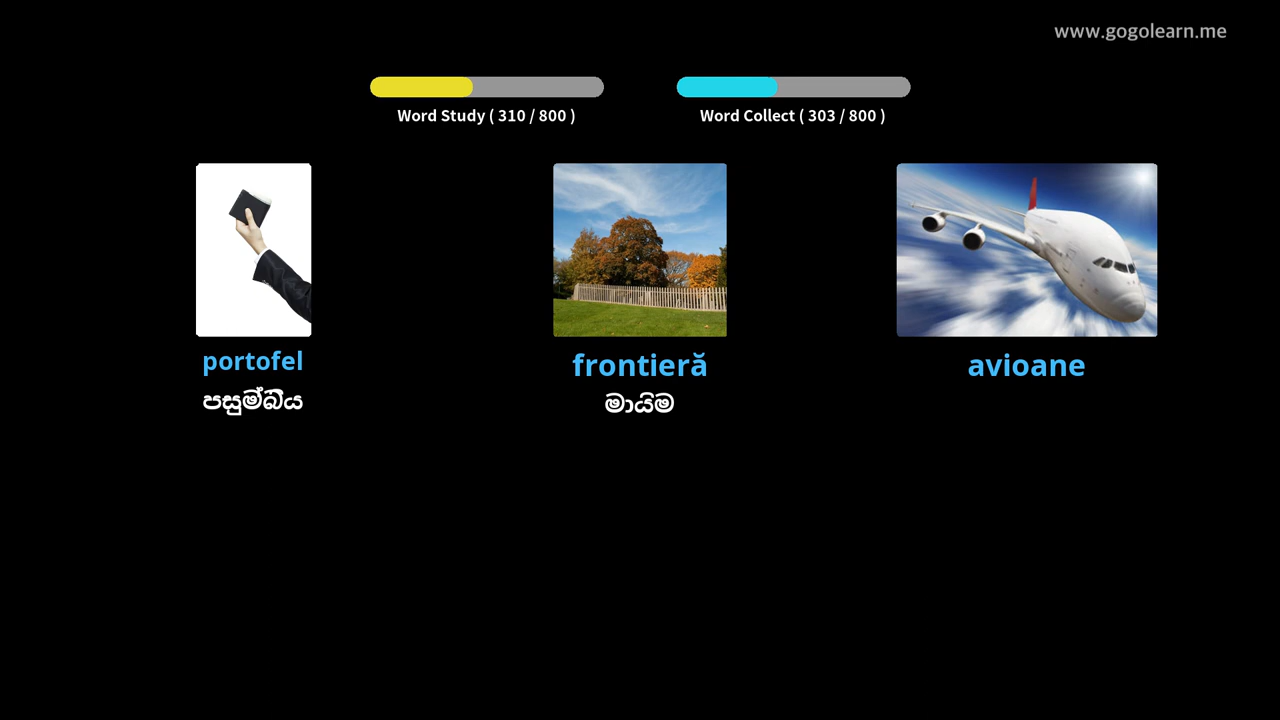 www.gogolearn.me
Word Study ( 310 / 800 )
Word Collect ( 303 / 800 )
portofel
frontieră
avioane
පසුම්බිය
මායිම